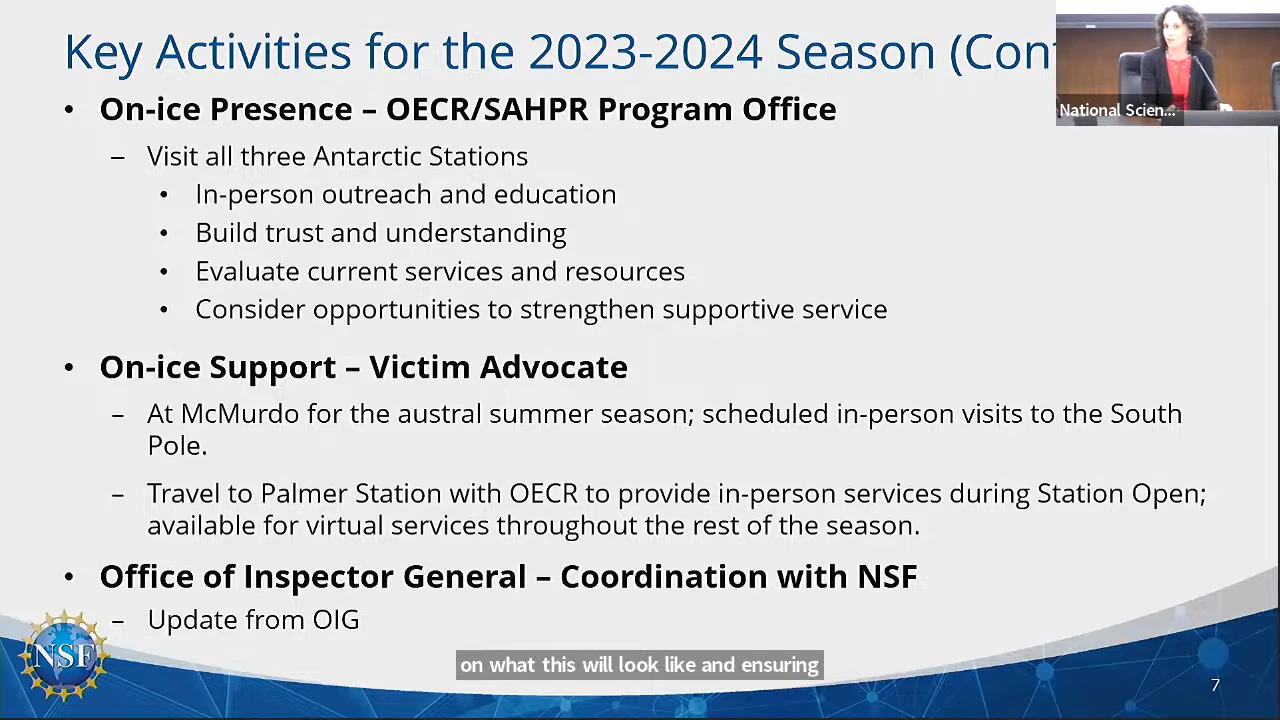 Key Activities for the 2023-2024 Season (Con
National Scien...
• On-ice Presence – OECR/SAHPR Program Office
– Visit all three Antarctic Stations
• In-person outreach and education
• Build trust and understanding
• Evaluate current services and resources
• Consider opportunities to strengthen supportive service
• On-ice Support – Victim Advocate
– At McMurdo for the austral summer season; scheduled in-person visits to the South
Pole.
– Travel to Palmer Station with OECR to provide in-person services during Station Open;
available for virtual services throughout the rest of the season.
• Office of Inspector General – Coordination with NSF
– Update from OIG
NSF
on what this will look like and ensuring
7